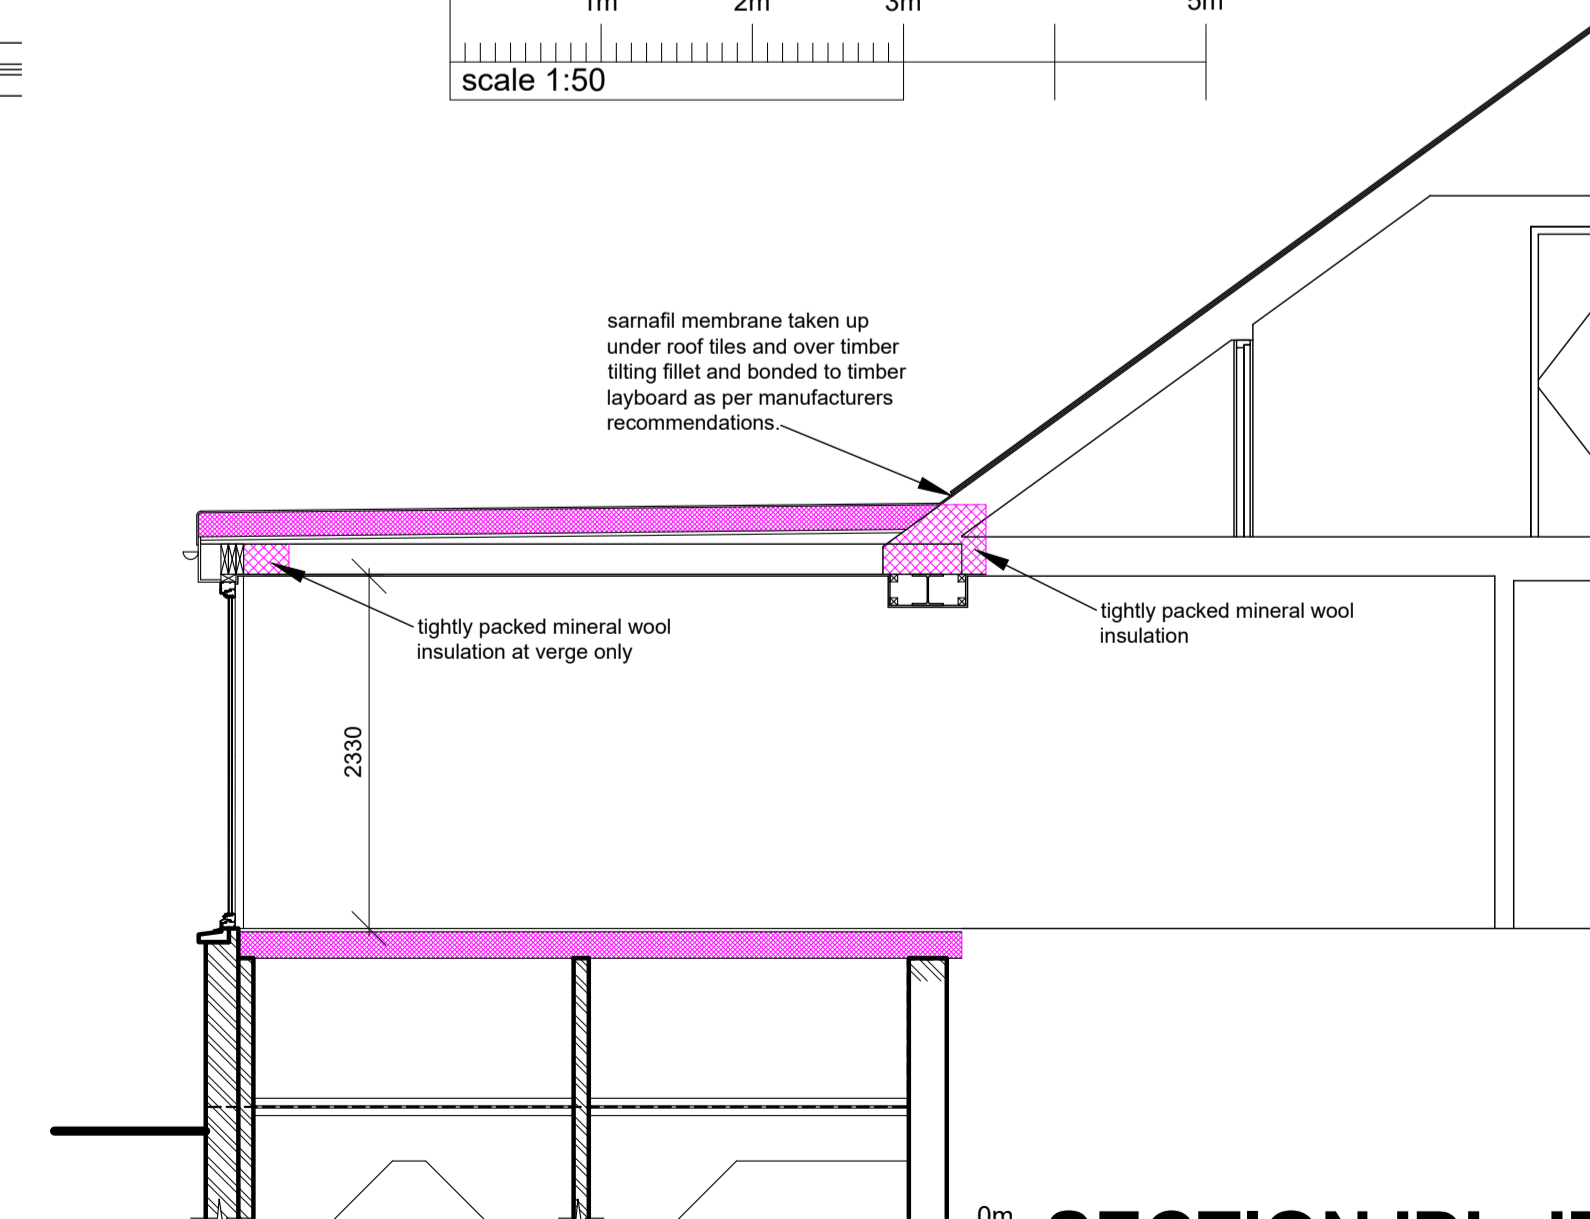 1m 2m 3m 5m
scale 1:50
sarnafil membrane taken up
under roof tiles and over timber
tilting fillet and bonded to timber
layboard as per manufacturers
recommendations.
tightly packed mineral wool
insulation
tightly packed mineral wool
insulation at verge only
2330
0m